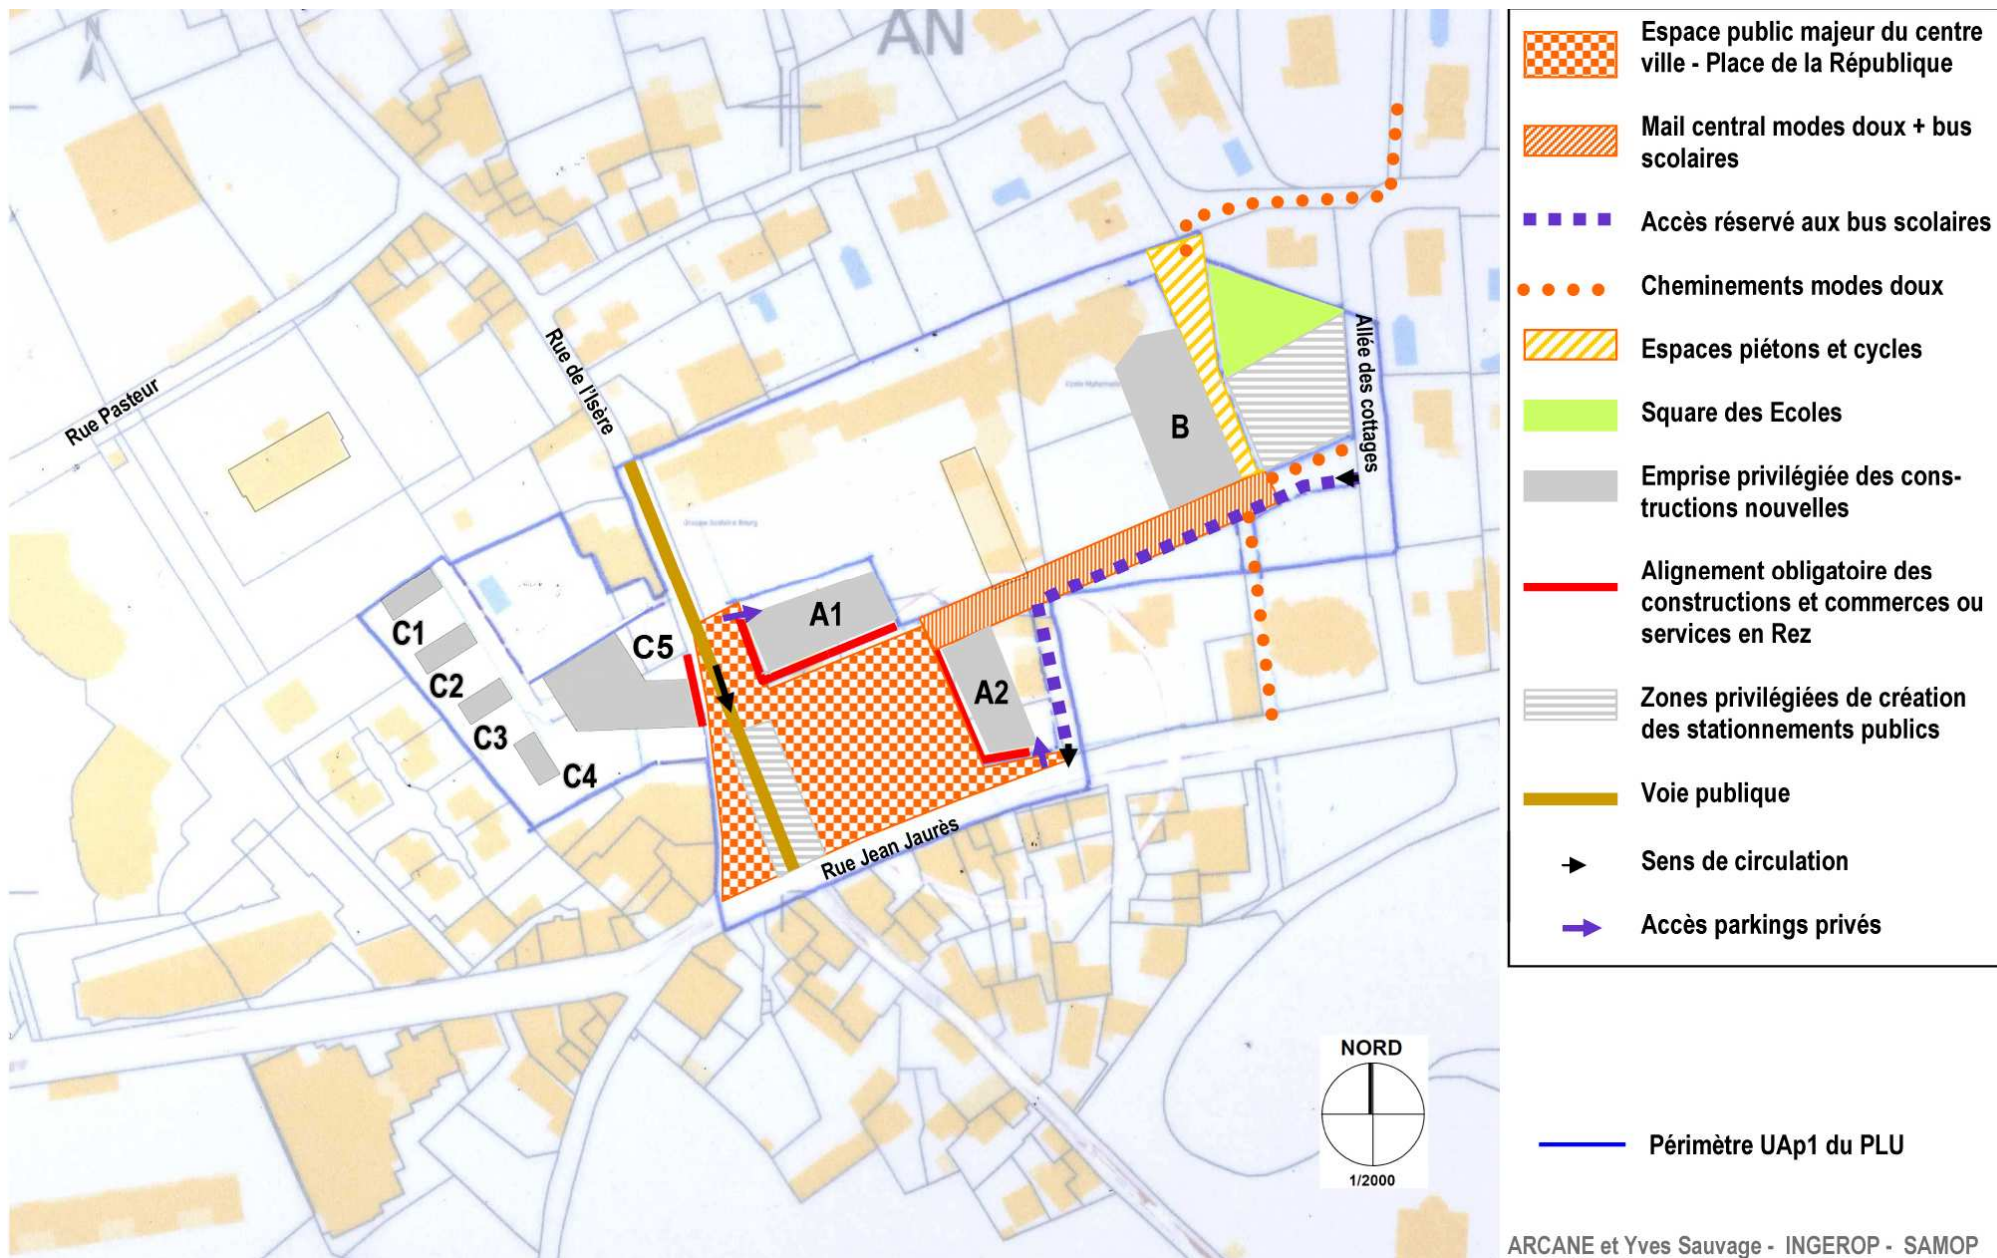 N
AN
Rue Pasteur
Rue de l'Isère
Allée des cottages
Rue Jean Jaurès
A1
A2
B
C1
C2
C3
C4
C5
NORD
1/2000
Espace public majeur du centre
ville - Place de la République
Mail central modes doux + bus
scolaires
Accès réservé aux bus scolaires
Cheminements modes doux
Espaces piétons et cycles
Square des Ecoles
Emprise privilégiée des cons-
tructions nouvelles
Alignement obligatoire des
constructions et commerces ou
services en Rez
Zones privilégiées de création
des stationnements publics
Voie publique
Sens de circulation
Accès parkings privés
Périmètre UAp1 du PLU
ARCANE et Yves Sauvage - INGEROP - SAMOP